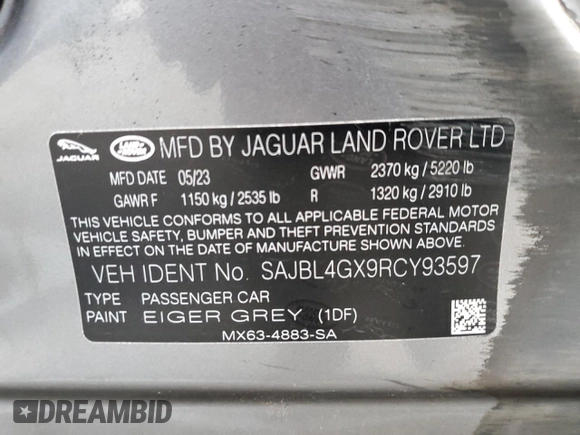 JAGUAR
LAND ROVER
MFD BY JAGUAR LAND ROVER LTD
MFD DATE 05/23 GVWR 2370 kg / 5220 lb
GAWR F 1150 kg / 2535 lb R 1320 kg / 2910 lb
THIS VEHICLE CONFORMS TO ALL APPLICABLE FEDERAL MOTOR
VEHICLE SAFETY, BUMPER AND THEFT PREVENTION STANDARDS
IN EFFECT ON THE DATE OF MANUFACTURE SHOWN ABOVE.
VEH IDENT No. SAJBL4GX9RCY93597
TYPE PASSENGER CAR
PAINT EIGER GREY (1DF)
MX63-4883-SA
DREAMBID